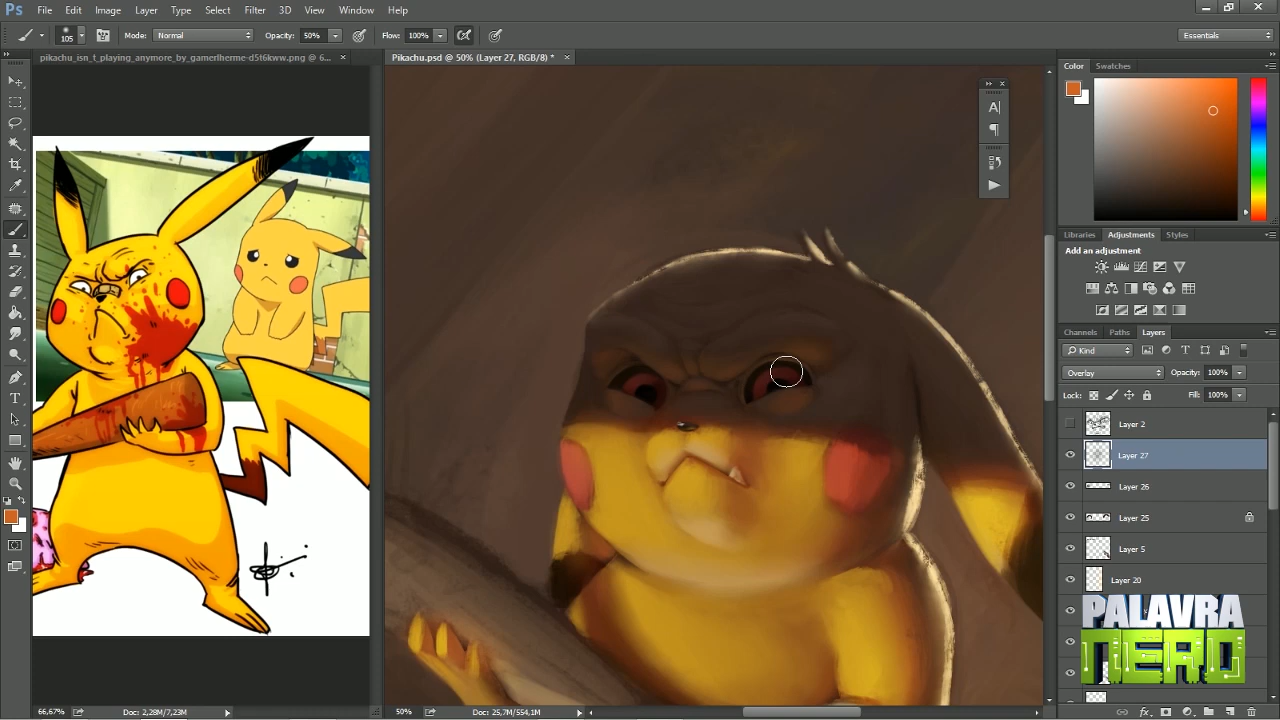 Ps File Edit Image Layer Type Select Filter 3D View Window Help
105 Mode: Normal Opacity: 50% Flow: 100% Essentials
pikachu_isn_t_playing_anymore_by_gamerlherme-d5t6kww.png @ 6... ×
Pikachu.psd @ 50% (Layer 27, RGB/8) * ×
Color Swatches
Libraries Adjustments Styles
Add an adjustment
Channels Paths Layers
Kind
Overlay Opacity: 100%
Lock: Fill: 100%
Layer 2
Layer 27
Layer 26
Layer 25
Layer 5
Layer 20
PALAVRA
NERD
66,67% Doc: 2,28M/7,23M
50% Doc: 25,7M/554,1M